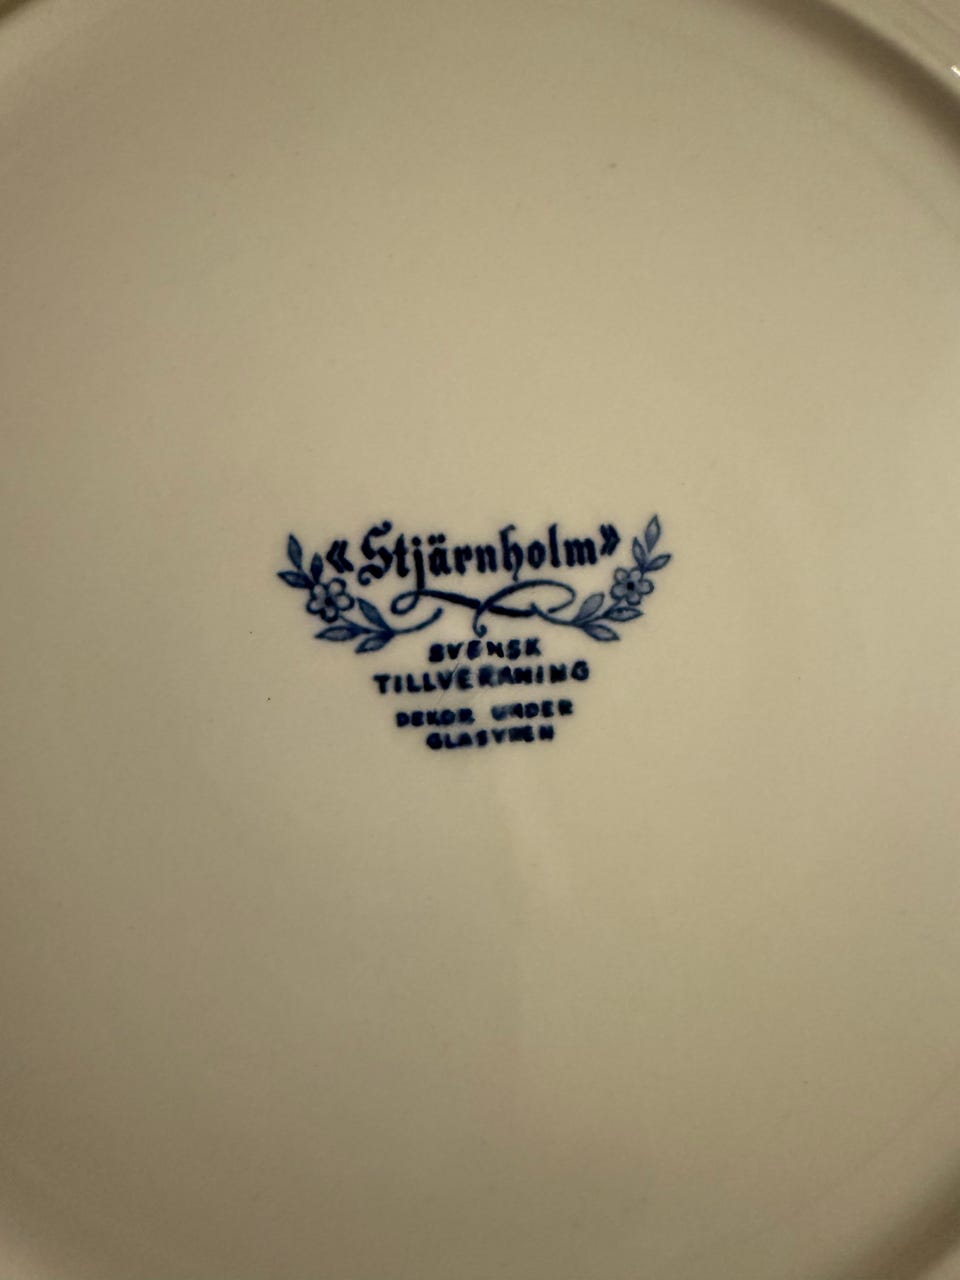 «Stjärnholm»
SVENSK
TILLVERKNING
DEKOR UNDER
GLASYREN